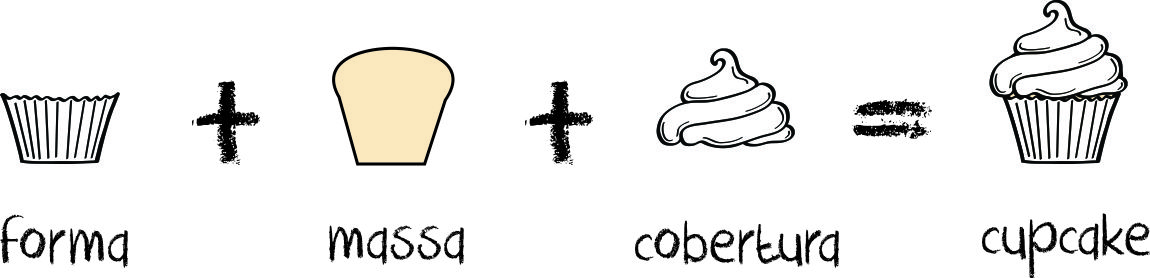 + + =
forma massa cobertura cupcake